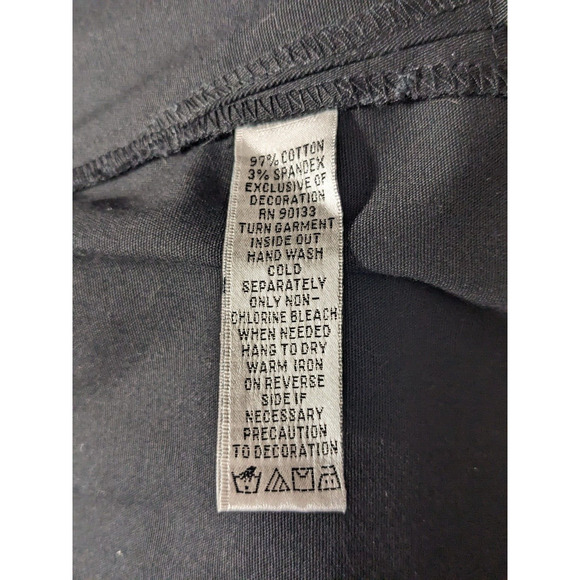 97% COTTON
3% SPANDEX
EXCLUSIVE OF
DECORATION
RN 90133
TURN GARMENT
INSIDE OUT
HAND WASH
COLD
SEPARATELY
ONLY NON-
CHLORINE BLEACH
WHEN NEEDED
HANG TO DRY
WARM IRON
ON REVERSE
SIDE IF
NECESSARY
PRECAUTION
TO DECORATION